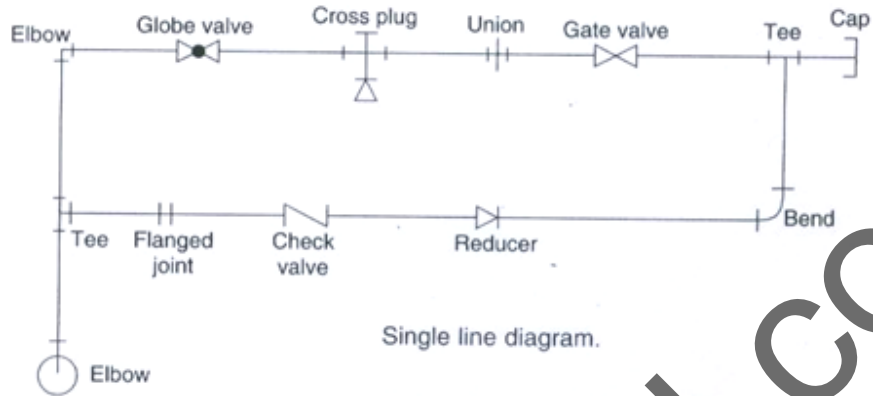 Elbow
Globe valve
Cross plug
Union
Gate valve
Tee
Cap
Tee
Flanged
joint
Check
valve
Reducer
Bend
Single line diagram.
Elbow